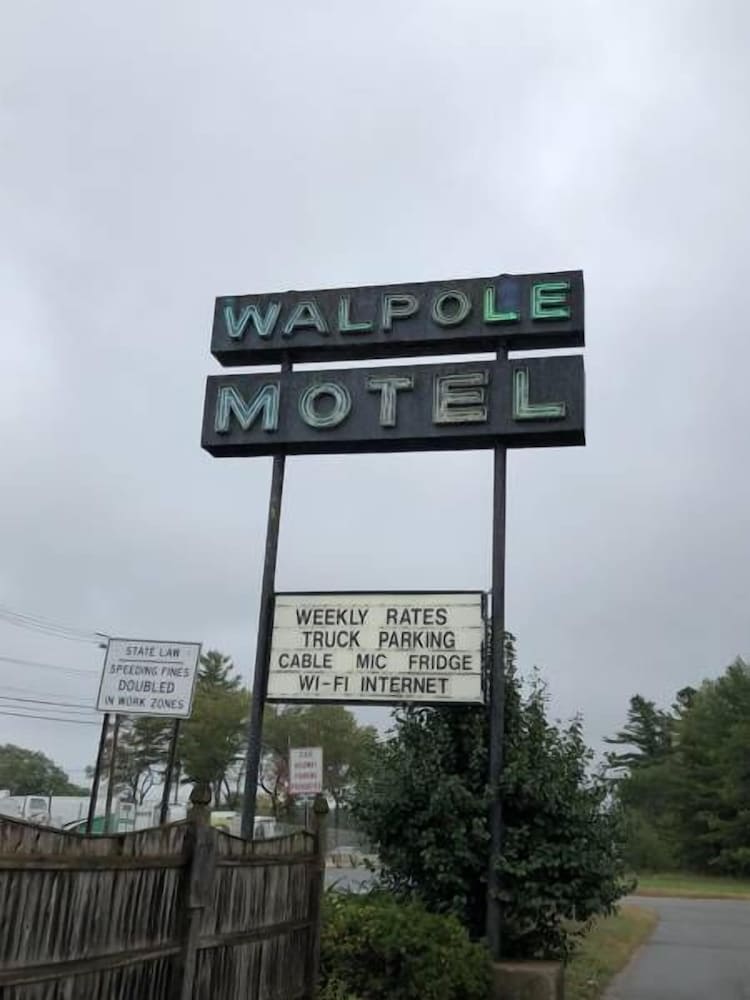 WALPOLE
MOTEL
WEEKLY RATES
TRUCK PARKING
CABLE MIC FRIDGE
WI-FI INTERNET
STATE LAW
SPEEDING FINES
DOUBLED
IN WORK ZONES
PARKING